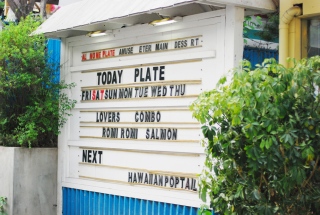 PLATE AMUSE ETER MAIN DESS RT
TODAY PLATE
FRI SAT SUN MON TUE WED THU
LOVERS COMBO
ROMI ROMI SALMON
NEXT
HAWAIIAN POPTAIL